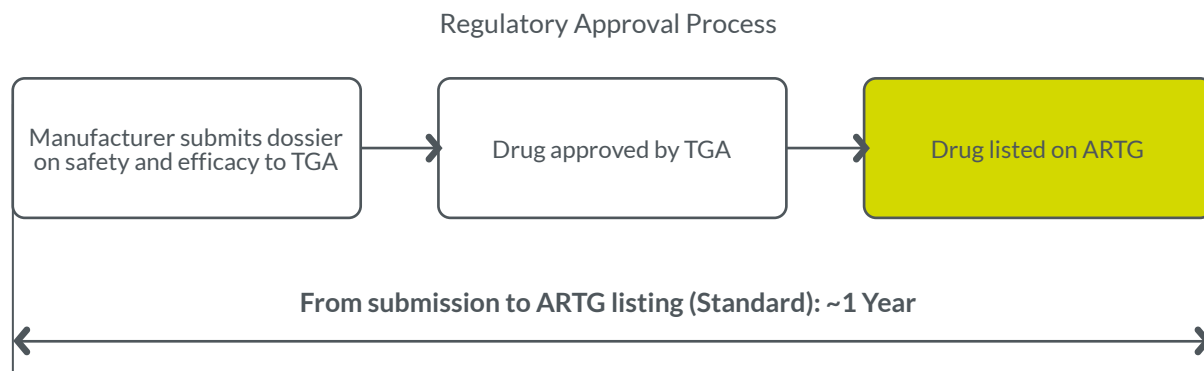 Regulatory Approval Process
Manufacturer submits dossier
on safety and efficacy to TGA
Drug approved by TGA
Drug listed on ARTG
From submission to ARTG listing (Standard): ~1 Year